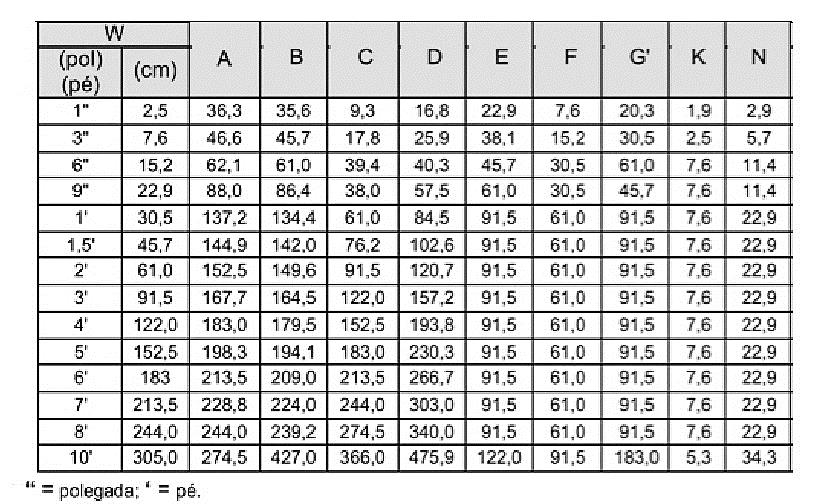 W A B C D E F G' K N
(pol) (pé) (cm)
1" 2,5 36,3 35,6 9,3 16,8 22,9 7,6 20,3 1,9 2,9
3" 7,6 46,6 45,7 17,8 25,9 38,1 15,2 30,5 2,5 5,7
6" 15,2 62,1 61,0 39,4 40,3 45,7 30,5 61,0 7,6 11,4
9" 22,9 88,0 86,4 38,0 57,5 61,0 30,5 45,7 7,6 11,4
1' 30,5 137,2 134,4 61,0 84,5 91,5 61,0 91,5 7,6 22,9
1,5' 45,7 144,9 142,0 76,2 102,6 91,5 61,0 91,5 7,6 22,9
2' 61,0 152,5 149,6 91,5 120,7 91,5 61,0 91,5 7,6 22,9
3' 91,5 167,7 164,5 122,0 157,2 91,5 61,0 91,5 7,6 22,9
4' 122,0 183,0 179,5 152,5 193,8 91,5 61,0 91,5 7,6 22,9
5' 152,5 198,3 194,1 183,0 230,3 91,5 61,0 91,5 7,6 22,9
6' 183 213,5 209,0 213,5 266,7 91,5 61,0 91,5 7,6 22,9
7' 213,5 228,8 224,0 244,0 303,0 91,5 61,0 91,5 7,6 22,9
8' 244,0 244,0 239,2 274,5 340,0 91,5 61,0 91,5 7,6 22,9
10' 305,0 274,5 427,0 366,0 475,9 122,0 91,5 183,0 5,3 34,3
“ = polegada; ‘ = pé.